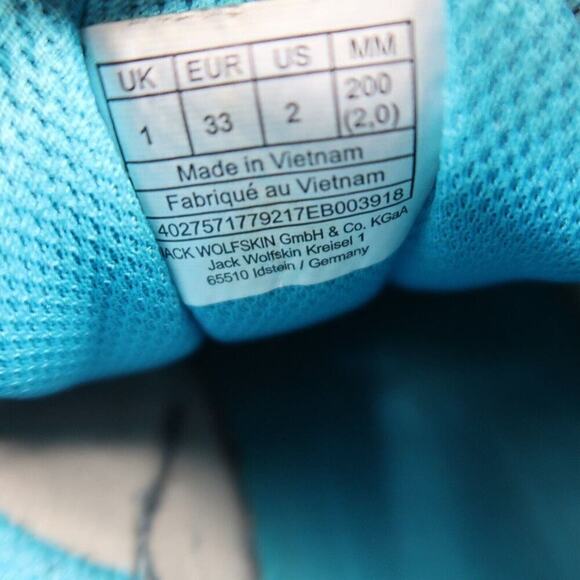 UK EUR US MM
1 33 2 200 (2,0)
Made in Vietnam
Fabriqué au Vietnam
4027571779217EB003918
JACK WOLFSKIN GmbH & Co. KGaA
Jack Wolfskin Kreisel 1
65510 Idstein / Germany